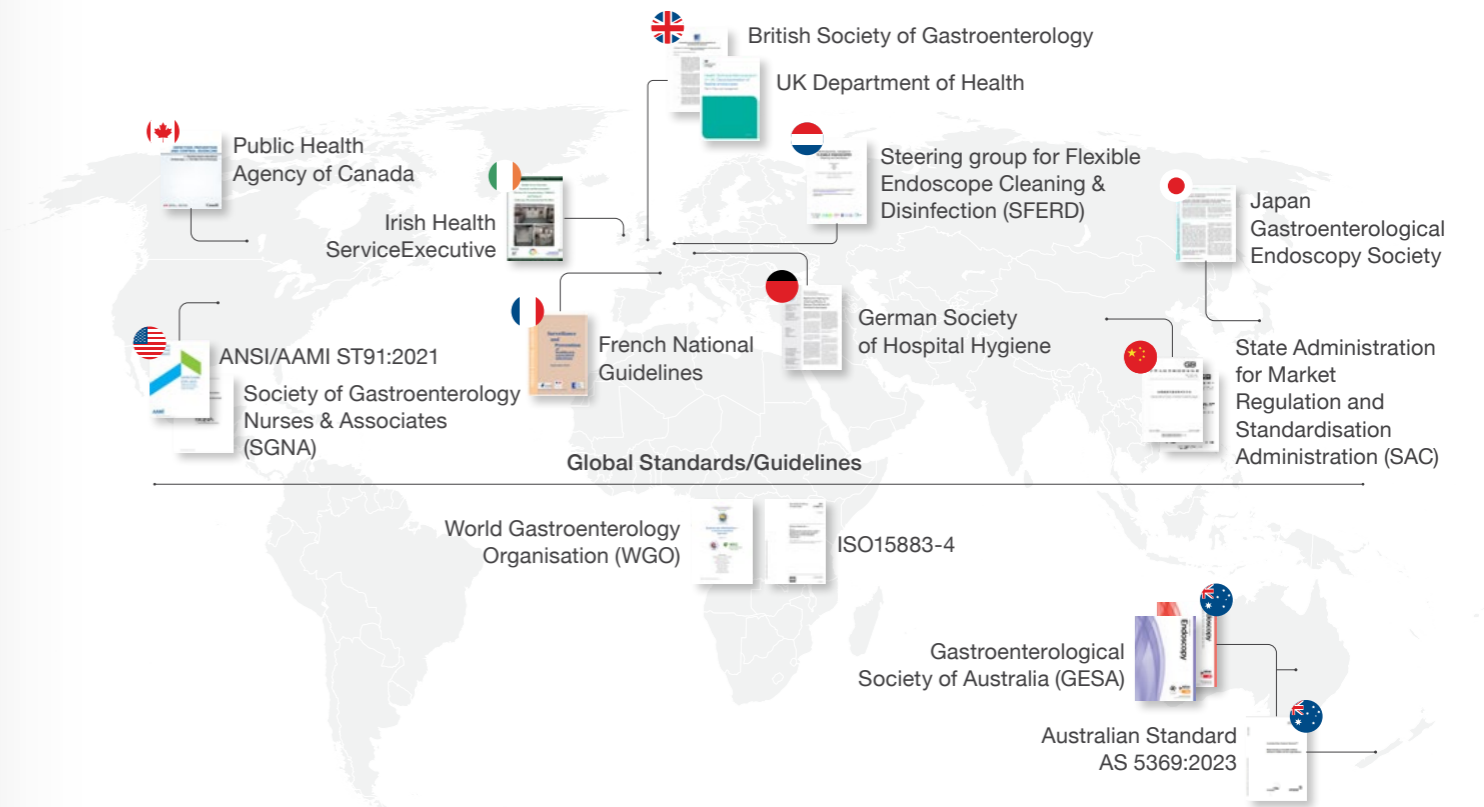 British Society of Gastroenterology
UK Department of Health
Public Health
Agency of Canada
Irish Health
ServiceExecutive
Steering group for Flexible
Endoscope Cleaning &
Disinfection (SFERD)
Japan
Gastroenterological
Endoscopy Society
ANSI/AAMI ST91:2021
Society of Gastroenterology
Nurses & Associates
(SGNA)
French National
Guidelines
Surveillance
and
Prevention
German Society
of Hospital Hygiene
State Administration
for Market
Regulation and
Standardisation
Administration (SAC)
Global Standards/Guidelines
World Gastroenterology
Organisation (WGO)
ISO15883-4
Gastroenterological
Society of Australia (GESA)
Endoscopy
Australian Standard
AS 5369:2023